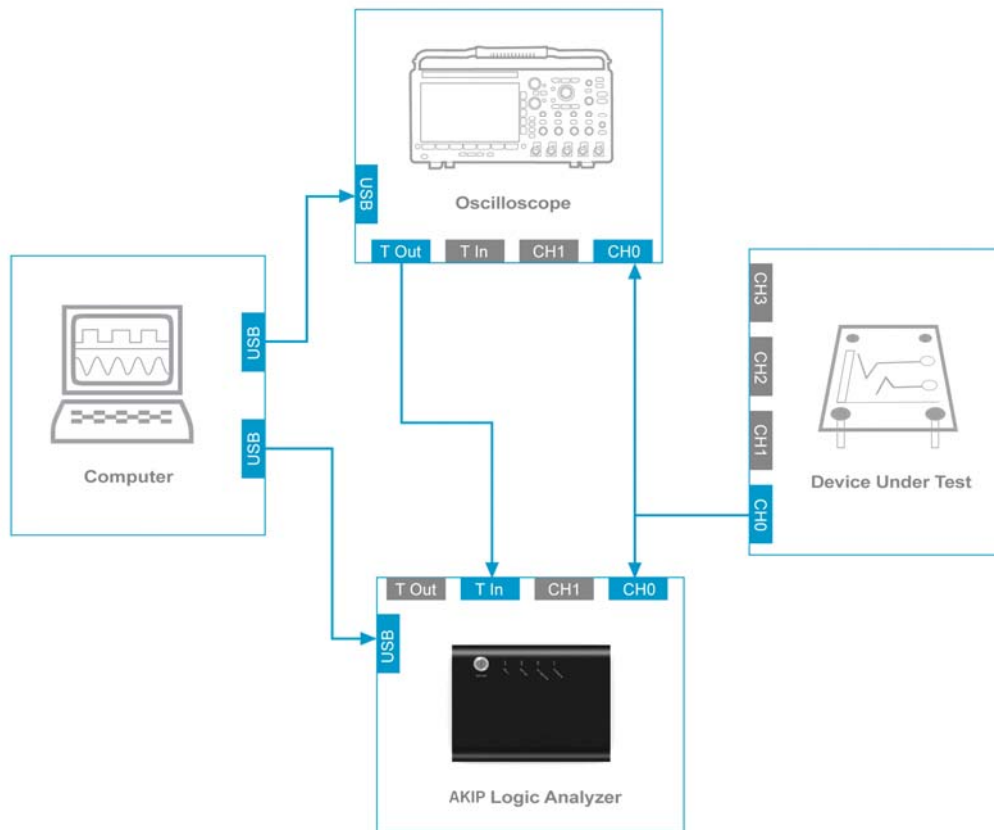 USB
Oscilloscope
T Out
T In
CH1
CH0
USB
USB
Computer
CH3
CH2
CH1
CH0
Device Under Test
T Out
T In
CH1
CH0
USB
AKIP Logic Analyzer